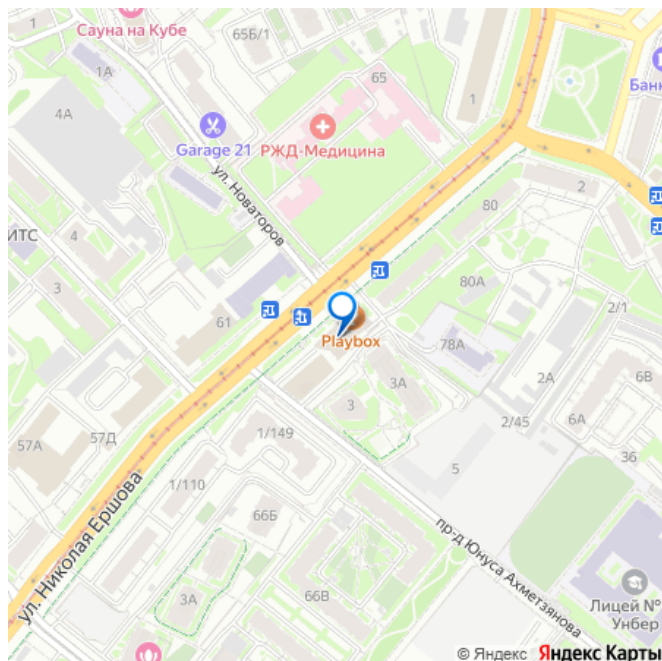 Сауна на Кубе
65Б/1
1А
65
Банк
4А
1
Garage 21
РЖД-Медицина
ул. Новаторов
2
80
ИТС
4
3
80А
2/1
61
Playbox
78А
3А
2А
6В
3
2/45
6А
57А
57Д
1/149
36
5
1/110
66Б
ул. Николая Ершова
пр-д Юнуса Ахметзянова
3А
66В
Лицей №
Унбер
© Яндекс Яндекс Карты